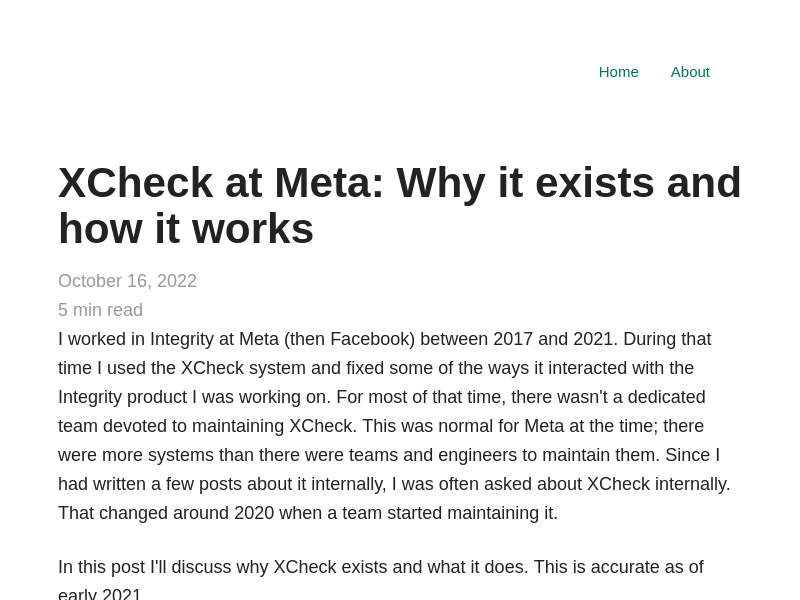 Home About
XCheck at Meta: Why it exists and
how it works
October 16, 2022
5 min read
I worked in Integrity at Meta (then Facebook) between 2017 and 2021. During that
time I used the XCheck system and fixed some of the ways it interacted with the
Integrity product I was working on. For most of that time, there wasn't a dedicated
team devoted to maintaining XCheck. This was normal for Meta at the time; there
were more systems than there were teams and engineers to maintain them. Since I
had written a few posts about it internally, I was often asked about XCheck internally.
That changed around 2020 when a team started maintaining it.
In this post I'll discuss why XCheck exists and what it does. This is accurate as of
early 2021